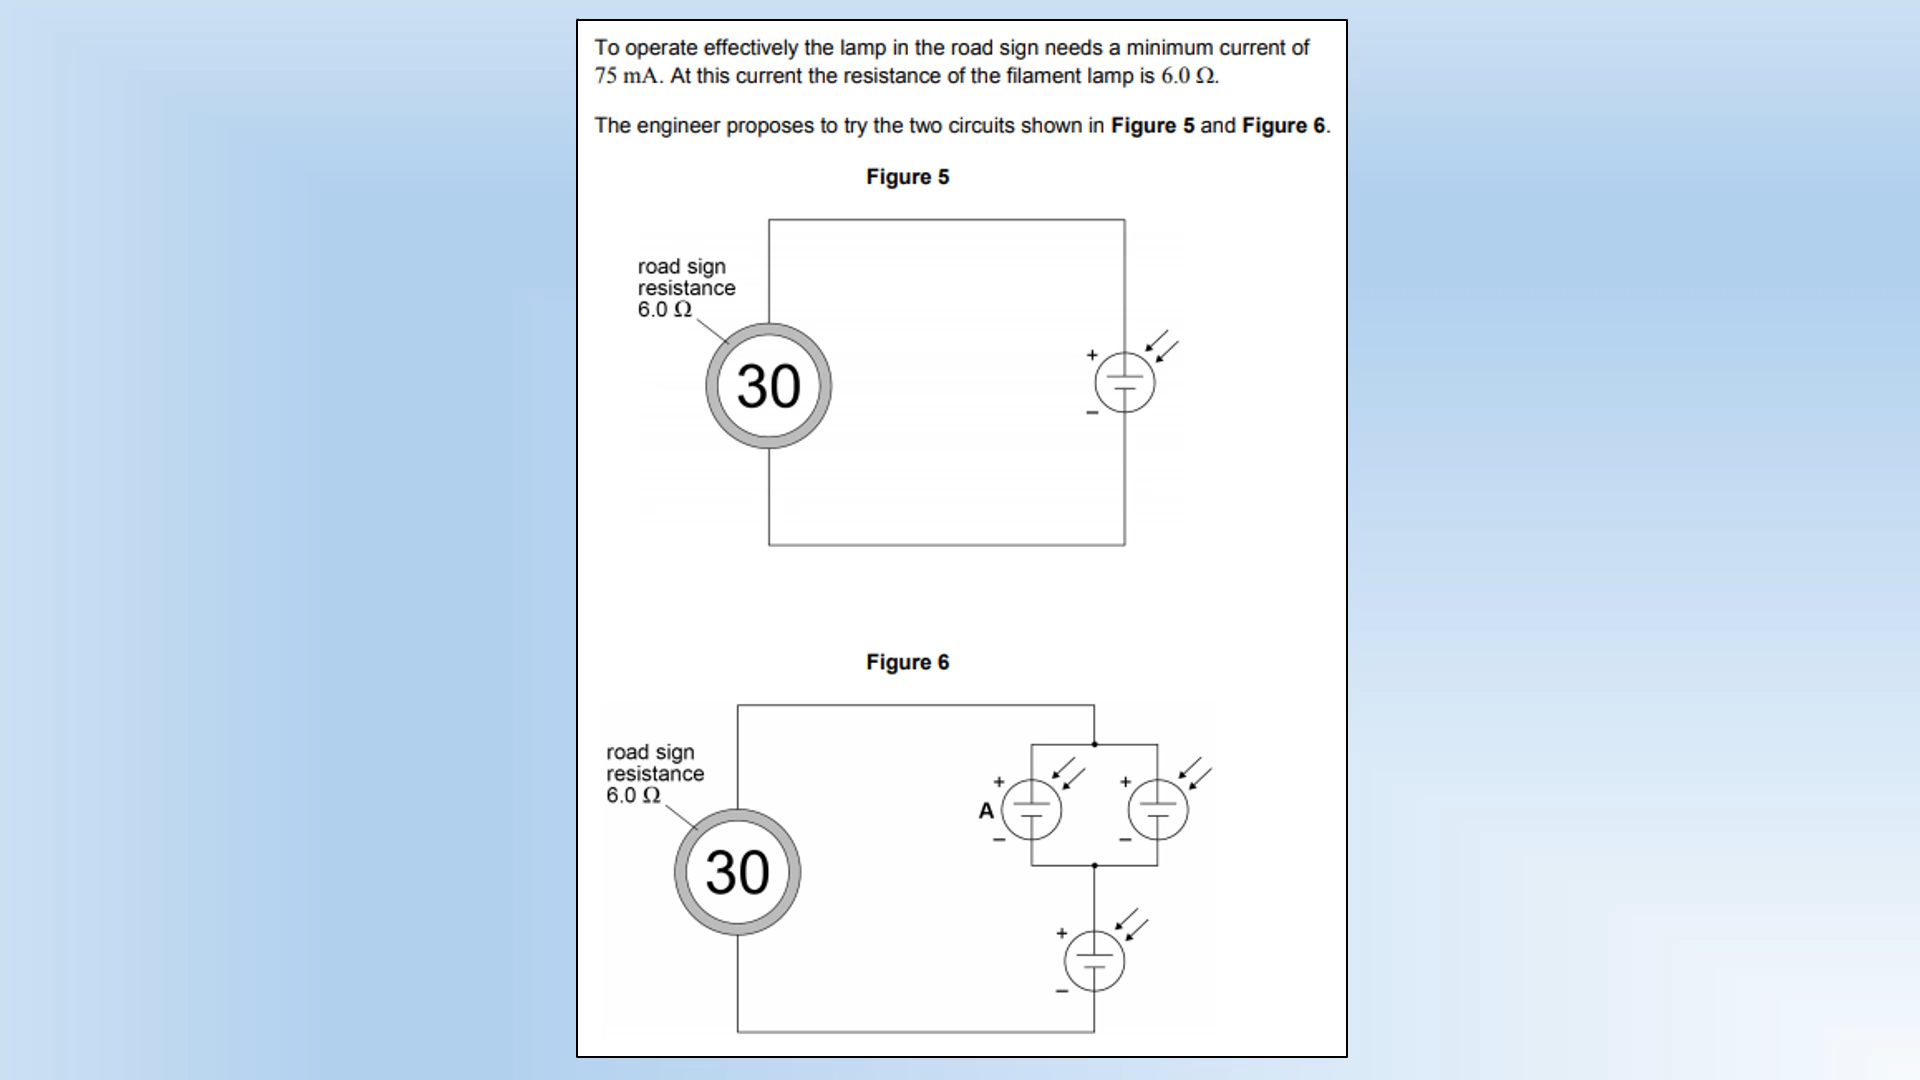 To operate effectively the lamp in the road sign needs a minimum current of
75 mA. At this current the resistance of the filament lamp is 6.0 Ω.
The engineer proposes to try the two circuits shown in Figure 5 and Figure 6.
Figure 5
road sign
resistance
6.0 Ω
30
+
−
Figure 6
road sign
resistance
6.0 Ω
30
+
+
A
−
−
+
−